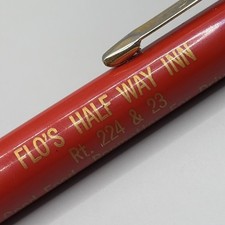 FLO'S HALF WAY INN
Rt. 224 & 23